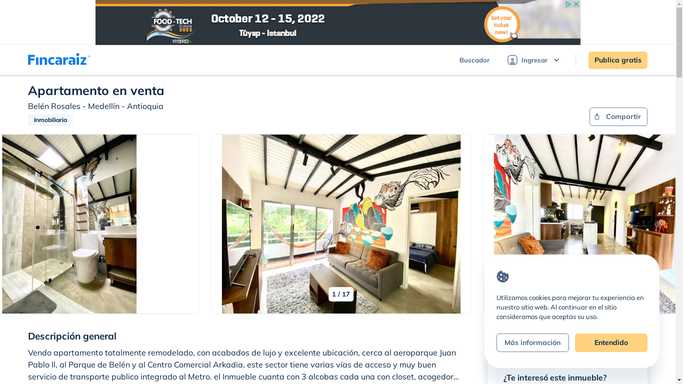 FOOD-TECH
October 12 - 15, 2022
Tüyap - Istanbul
Get your
ticket
now!
Fincaraiz
Buscador
Ingresar
Publica gratis
Apartamento en venta
Belén Rosales - Medellín - Antioquia
Inmobiliaria
Compartir
1 / 17
Utilizamos cookies para mejorar tu experiencia en
nuestro sitio web. Al continuar en el sitio
consideramos que aceptas su uso.
Más información
Entendido
Descripción general
Vendo apartamento totalmente remodelado, con acabados de lujo y excelente ubicación, cerca al aeroparque Juan
Pablo ll, al Parque de Belén y al Centro Comercial Arkadia. este sector tiene varias vías de acceso y muy buen
servicio de transporte publico integrado al Metro. el Inmueble cuanta con 3 alcobas cada una con closet, acogedor...
¿Te interesó este inmueble?